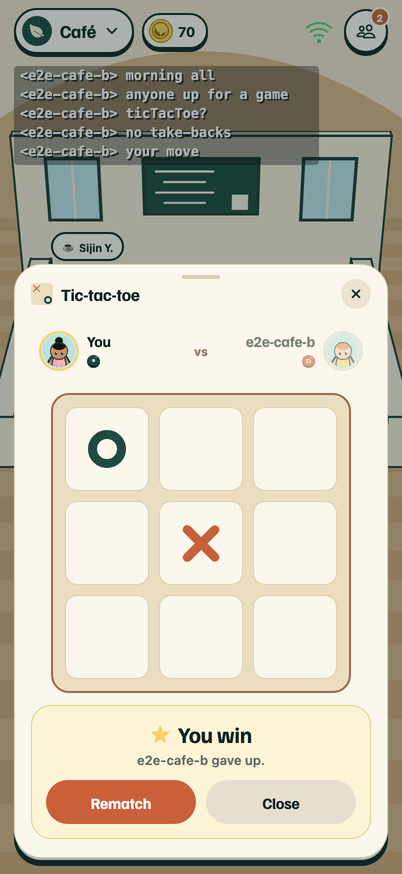 Café
70
2
<e2e-cafe-b> morning all
<e2e-cafe-b> anyone up for a game
<e2e-cafe-b> ticTacToe?
<e2e-cafe-b> no take-backs
<e2e-cafe-b> your move
Sijin Y.
Tic-tac-toe
You
vs
e2e-cafe-b
You win
e2e-cafe-b gave up.
Rematch
Close